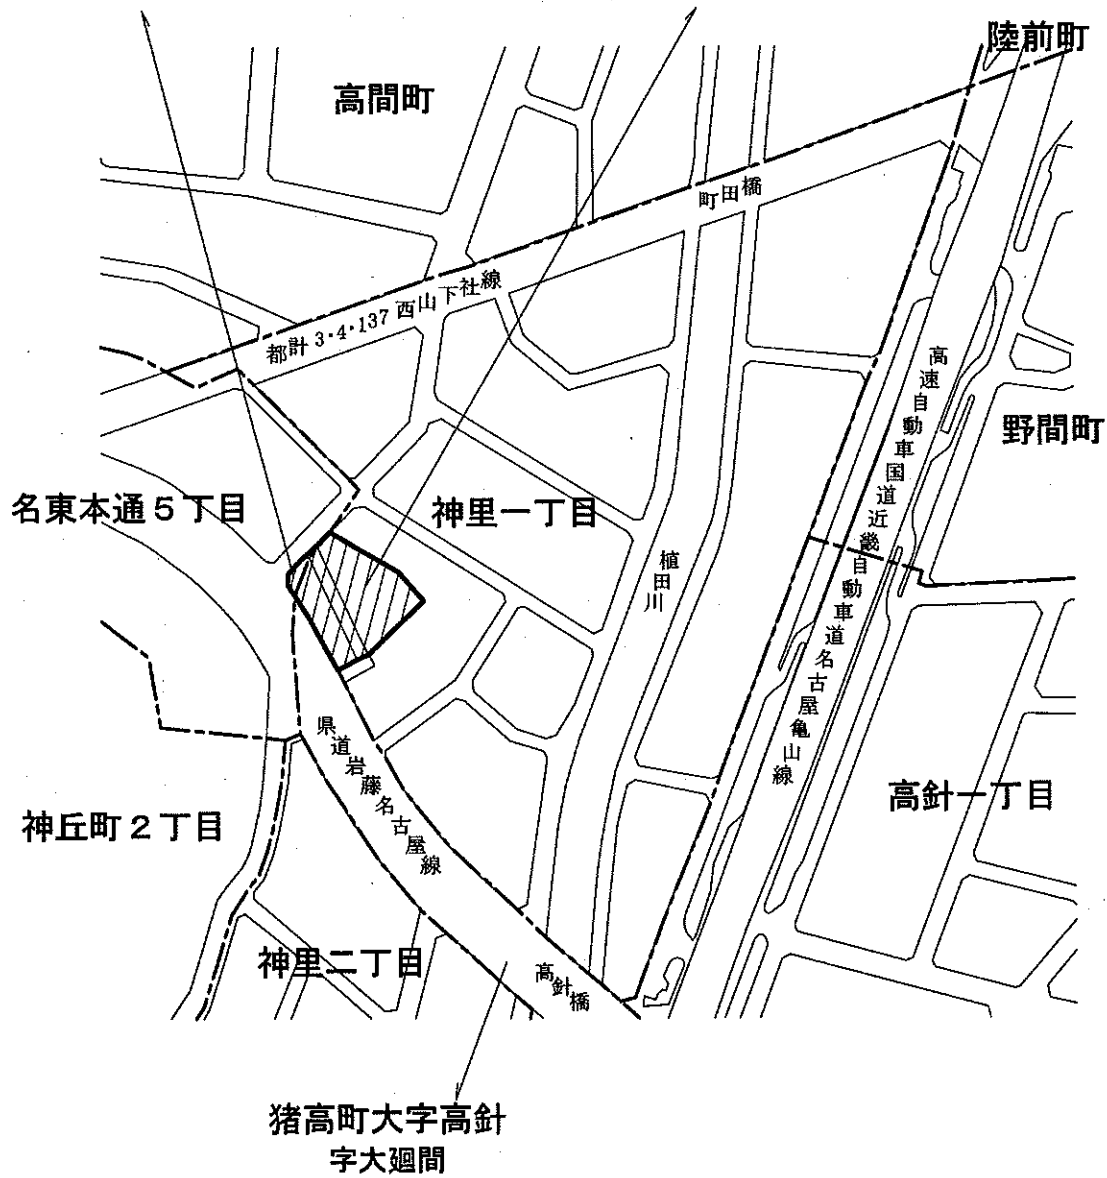 陸前町
高間町
町田橋
都計3・4・137西山下社線
高速自動車国道近畿自動車道名古屋亀山線
野間町
名東本通5丁目
神里一丁目
植田川
県道岩藤名古屋線
高針一丁目
神丘町2丁目
神里二丁目
高針橋
猪高町大字高針
字大廻間